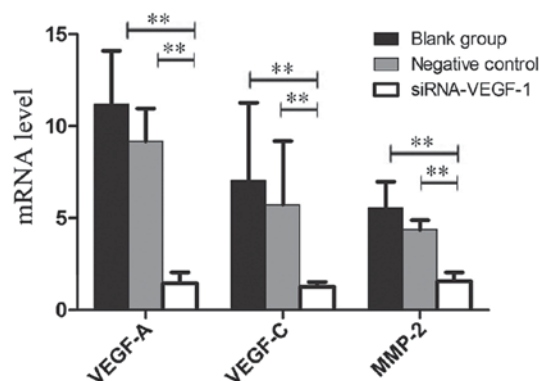 15
10
5
0
mRNA level
**
**
**
**
**
**
Blank group
Negative control
siRNA-VEGF-1
VEGF-A
VEGF-C
MMP-2